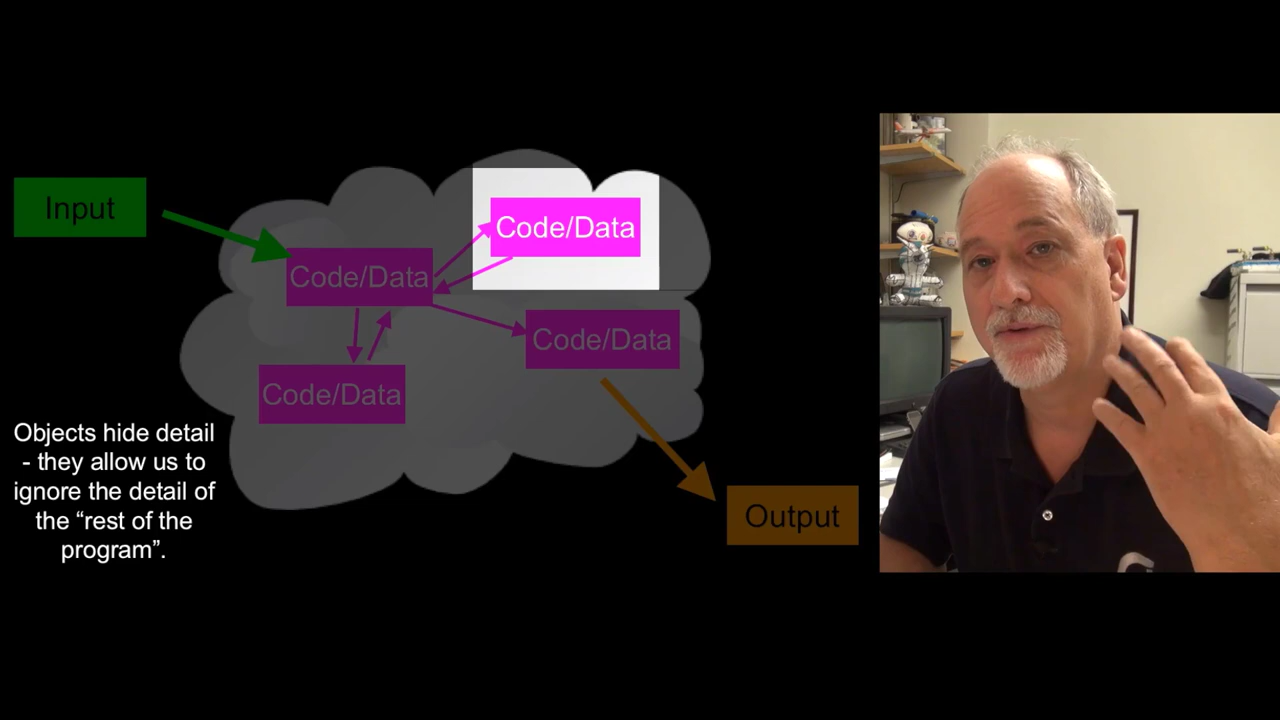 Input
Code/Data
Code/Data
Code/Data
Code/Data
Objects hide detail
- they allow us to
ignore the detail of
the “rest of the
program”.
Output